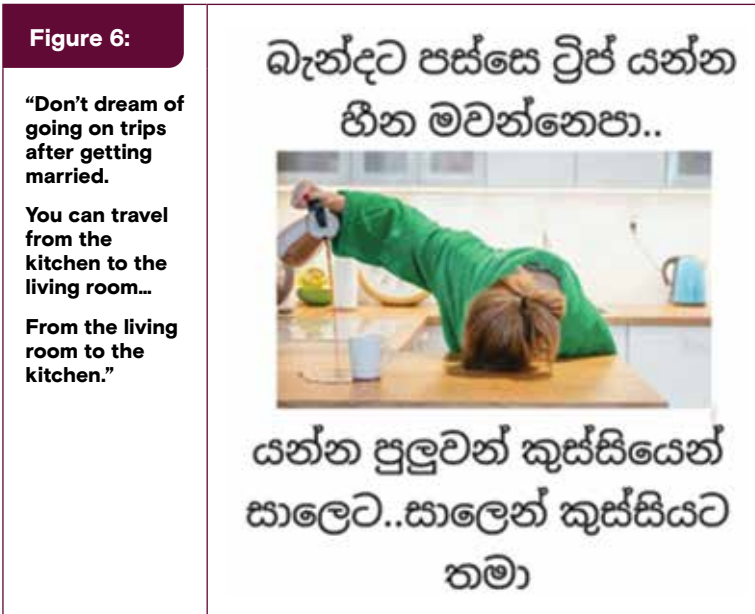 Figure 6:
“Don’t dream of
going on trips
after getting
married.
You can travel
from the
kitchen to the
living room...
From the living
room to the
kitchen.”
බැන්දට පස්සෙ ට්‍රිප් යන්න
හීන මවන්නෙපා..
යන්න පුලුවන් කුස්සියෙන්
සාලෙට..සාලෙන් කුස්සියට
තමා